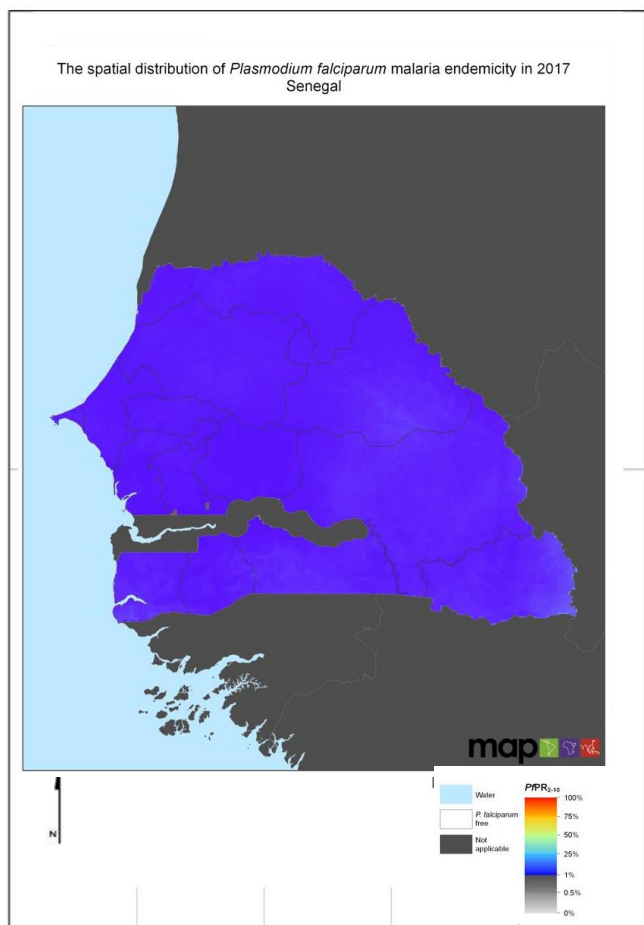 The spatial distribution of Plasmodium falciparum malaria endemicity in 2017
Senegal
map
N
Water
P. falciparum
free
Not
applicable
PfPR2-10
100%
75%
50%
25%
1%
0.5%
0%